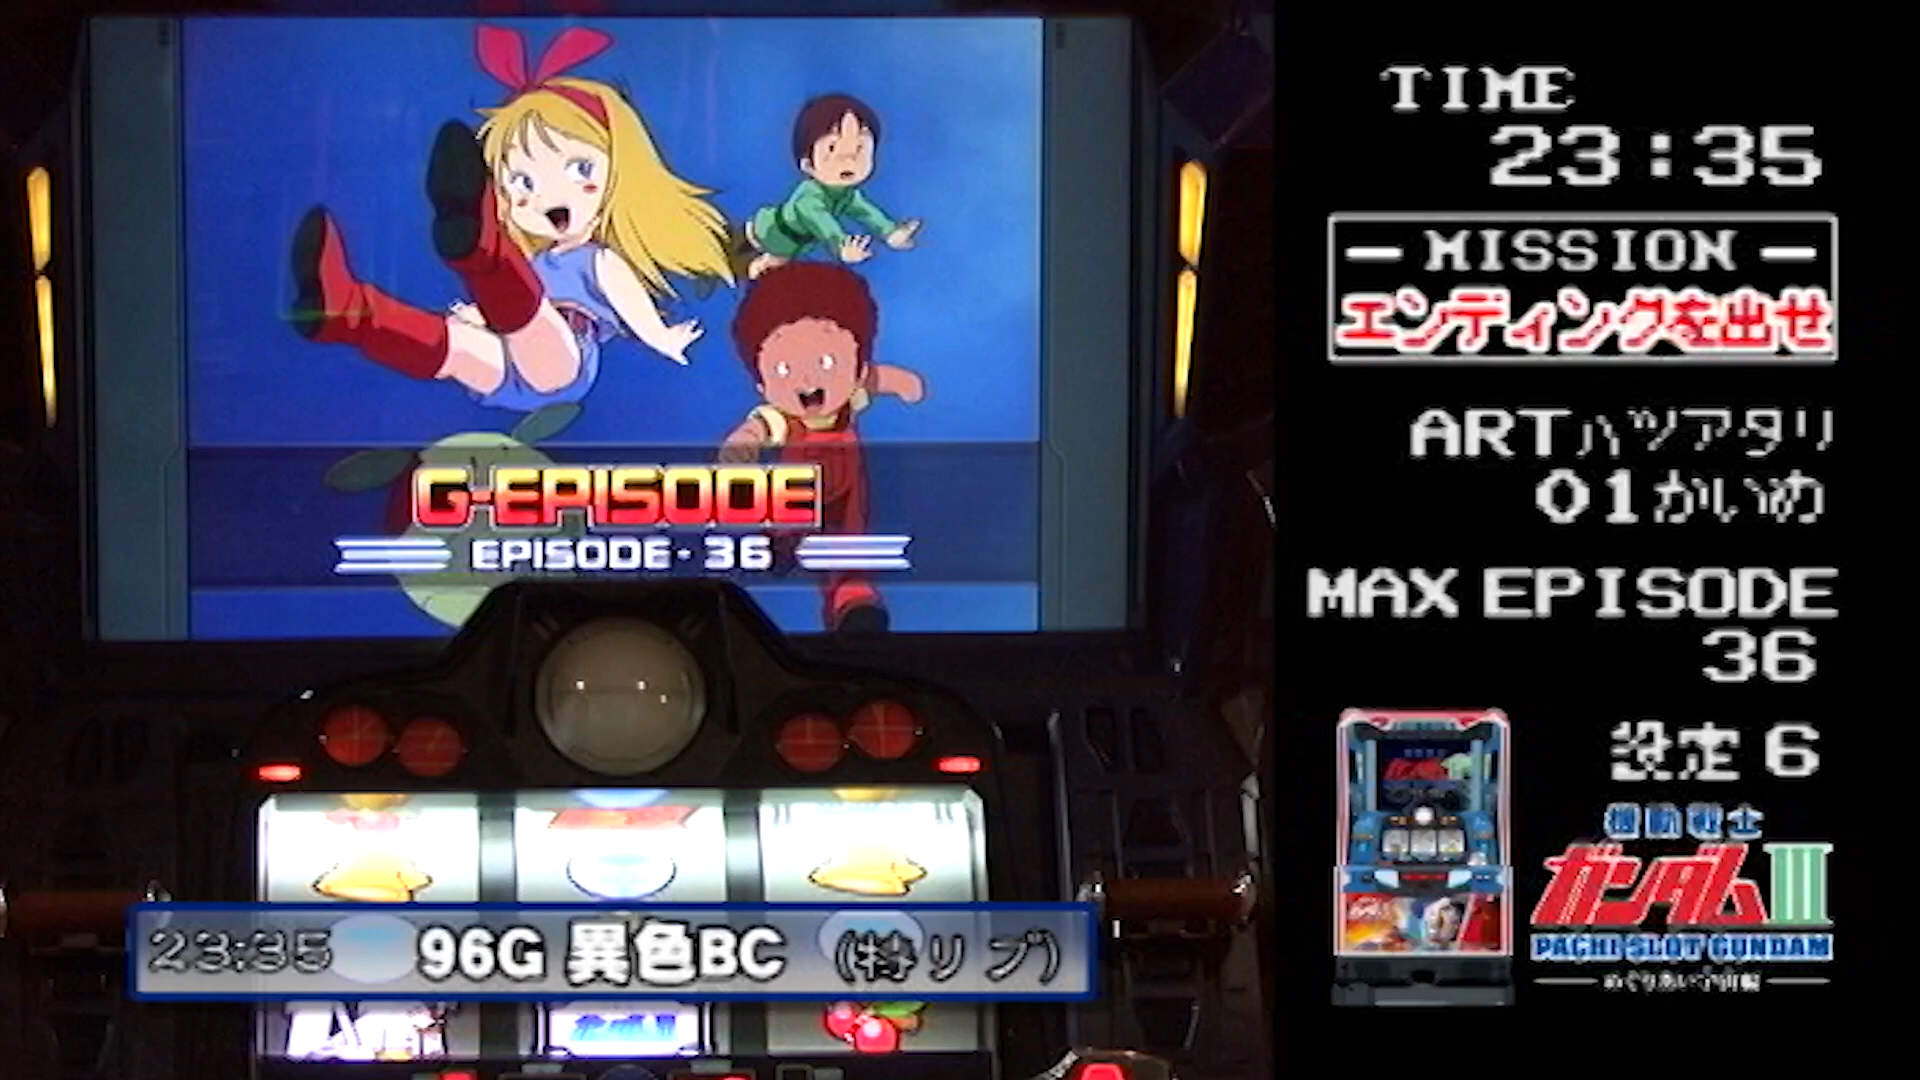 G-EPISODE
EPISODE・36
23:35 96G 異色BC (特リプ)
TIME
23:35
ー MISSION ー
エンディングを出せ
ARTハツアタリ
01かいめ
MAX EPISODE
36
設定 6
機動戦士
ガンダムIII
PACHISLOT GUNDAM
めぐりあい宇宙編